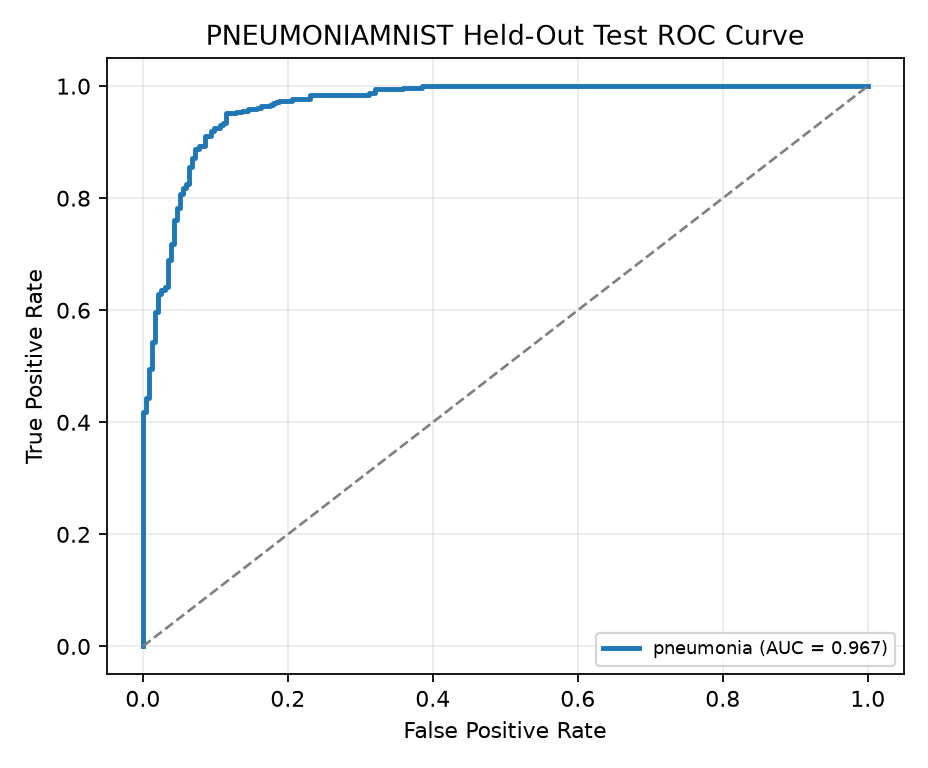 PNEUMONIAMNIST Held-Out Test ROC Curve
True Positive Rate
1.0
0.8
0.6
0.4
0.2
0.0
pneumonia (AUC = 0.967)
0.0 0.2 0.4 0.6 0.8 1.0
False Positive Rate